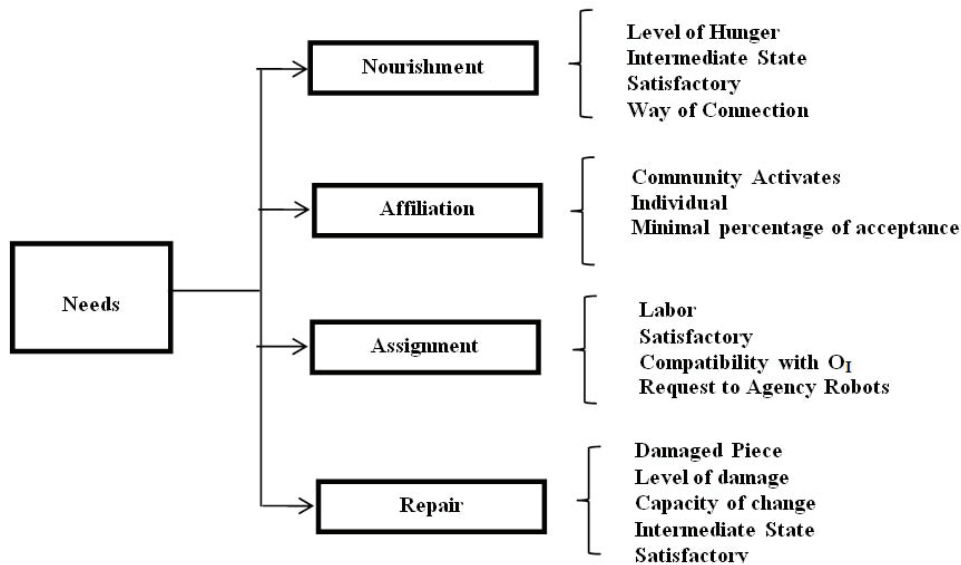 Needs
Nourishment
Level of Hunger
Intermediate State
Satisfactory
Way of Connection
Affiliation
Community Activates
Individual
Minimal percentage of acceptance
Assignment
Labor
Satisfactory
Compatibility with O_I
Request to Agency Robots
Repair
Damaged Piece
Level of damage
Capacity of change
Intermediate State
Satisfactory